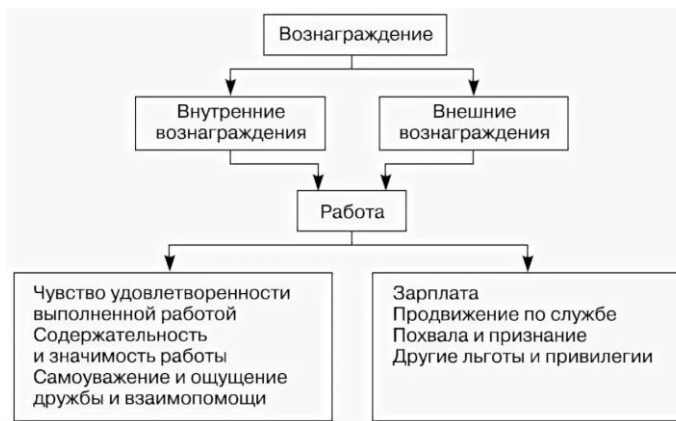 Вознаграждение
Внутренние
вознаграждения
Внешние
вознаграждения
Работа
Чувство удовлетворенности
выполненной работой
Содержательность
и значимость работы
Самоуважение и ощущение
дружбы и взаимопомощи
Зарплата
Продвижение по службе
Похвала и признание
Другие льготы и привилегии